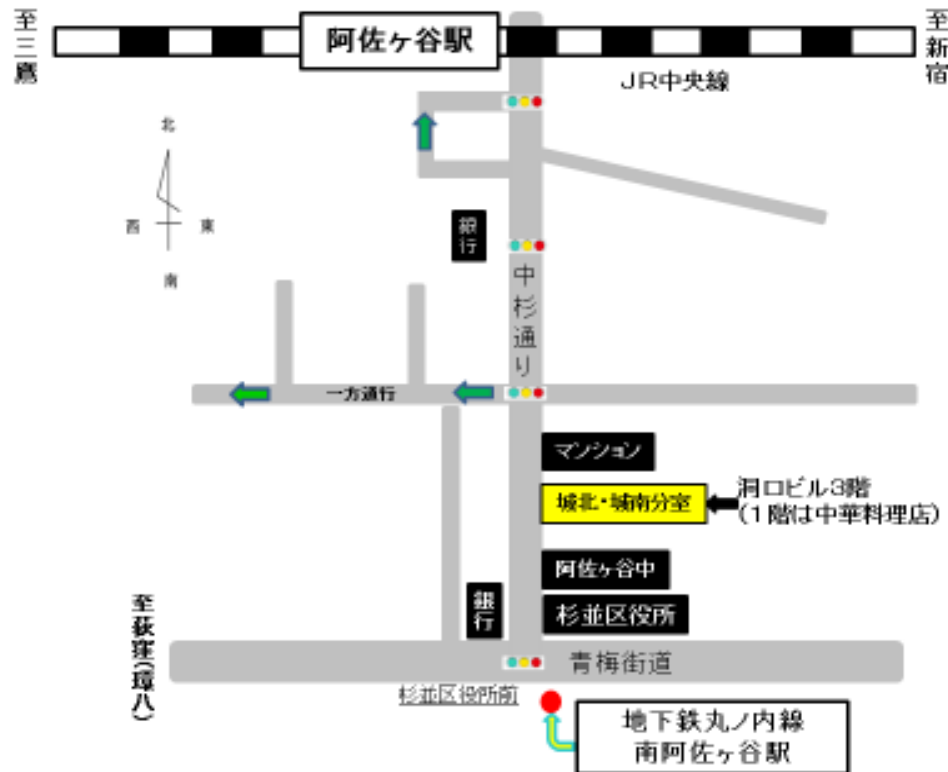 至三鷹
阿佐ヶ谷駅
至新宿
JR中央線
北
西
東
南
銀行
中杉通り
一方通行
マンション
城北・城南分室
洞口ビル3階
(1階は中華料理店)
阿佐ヶ谷中
銀行
杉並区役所
至荻窪(環八)
青梅街道
杉並区役所前
地下鉄丸ノ内線
南阿佐ヶ谷駅